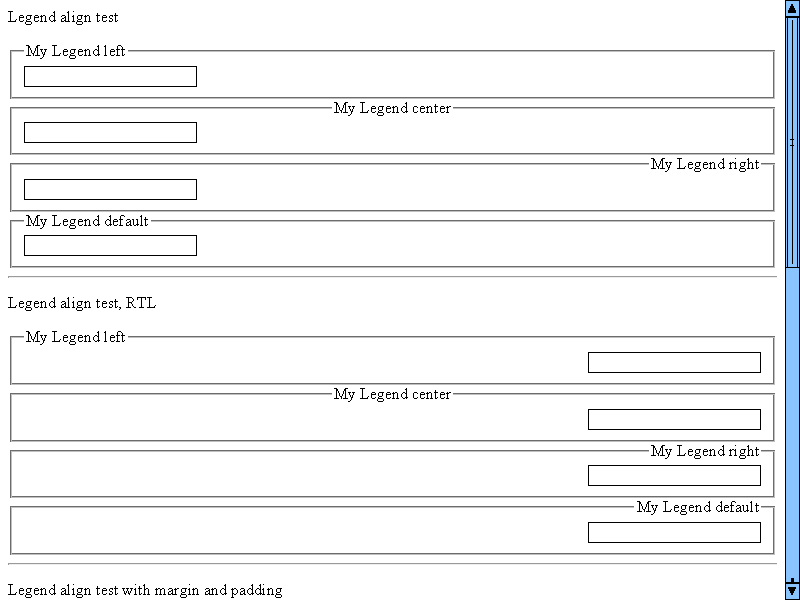 Legend align test
My Legend left
My Legend center
My Legend right
My Legend default
Legend align test, RTL
My Legend left
My Legend center
My Legend right
My Legend default
Legend align test with margin and padding